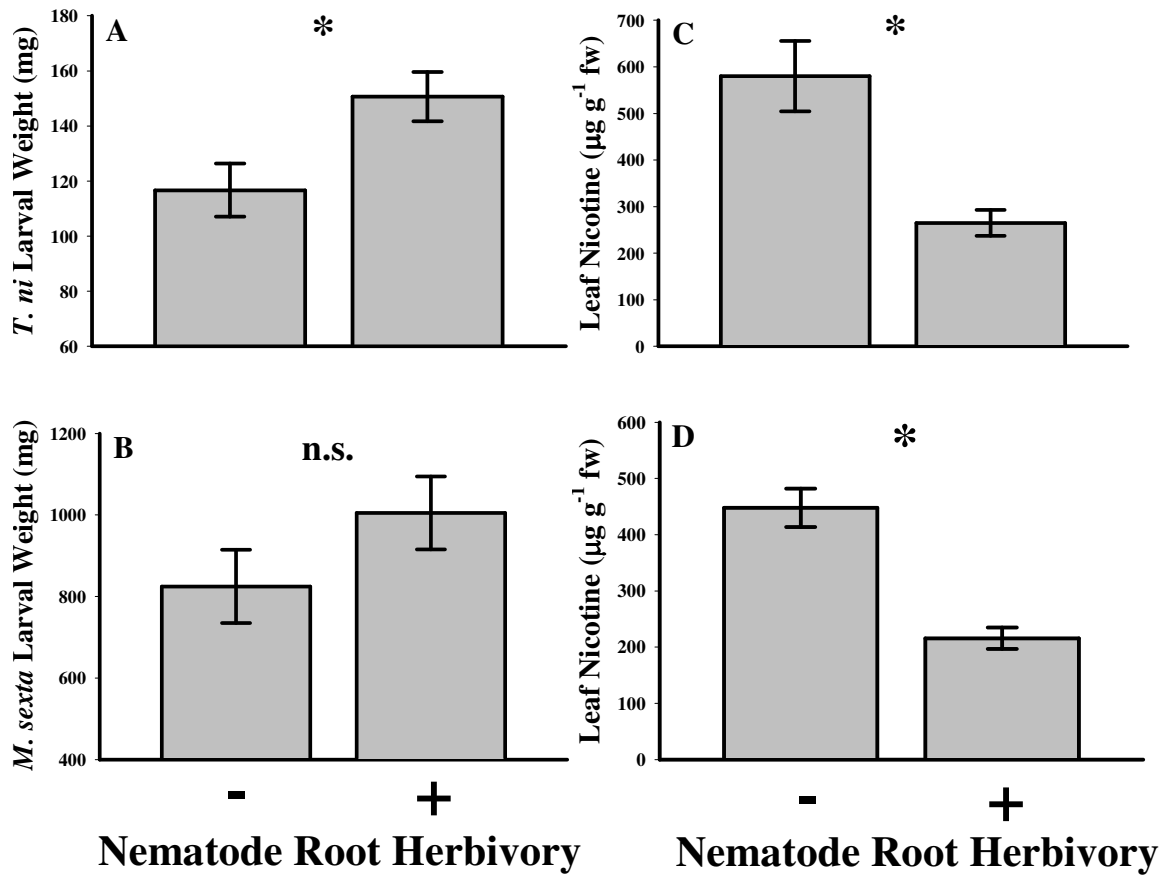 A
*
T. ni Larval Weight (mg)
180
160
140
120
100
80
60
C
*
Leaf Nicotine (µg g-1 fw)
700
600
500
400
300
200
100
0
B
n.s.
M. sexta Larval Weight (mg)
1200
1000
800
600
400
- +
Nematode Root Herbivory
D
*
Leaf Nicotine (µg g-1 fw)
600
500
400
300
200
100
0
- +
Nematode Root Herbivory